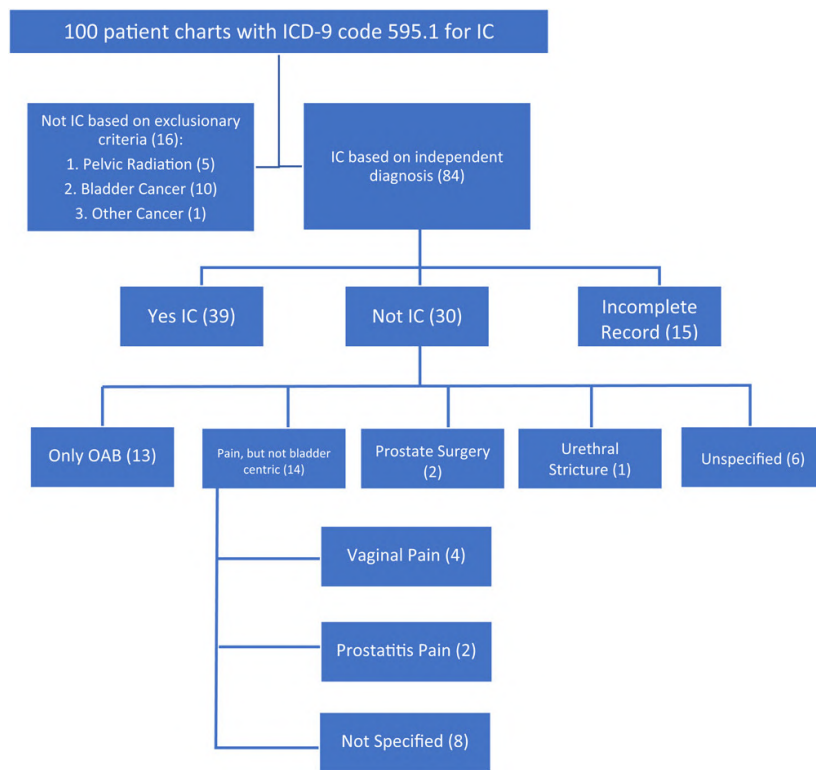 100 patient charts with ICD-9 code 595.1 for IC
Not IC based on exclusionary
criteria (16):
1. Pelvic Radiation (5)
2. Bladder Cancer (10)
3. Other Cancer (1)
IC based on independent
diagnosis (84)
Yes IC (39)
Not IC (30)
Incomplete
Record (15)
Only OAB (13)
Pain, but not bladder
centric (14)
Prostate Surgery
(2)
Urethral
Stricture (1)
Unspecified (6)
Vaginal Pain (4)
Prostatitis Pain (2)
Not Specified (8)